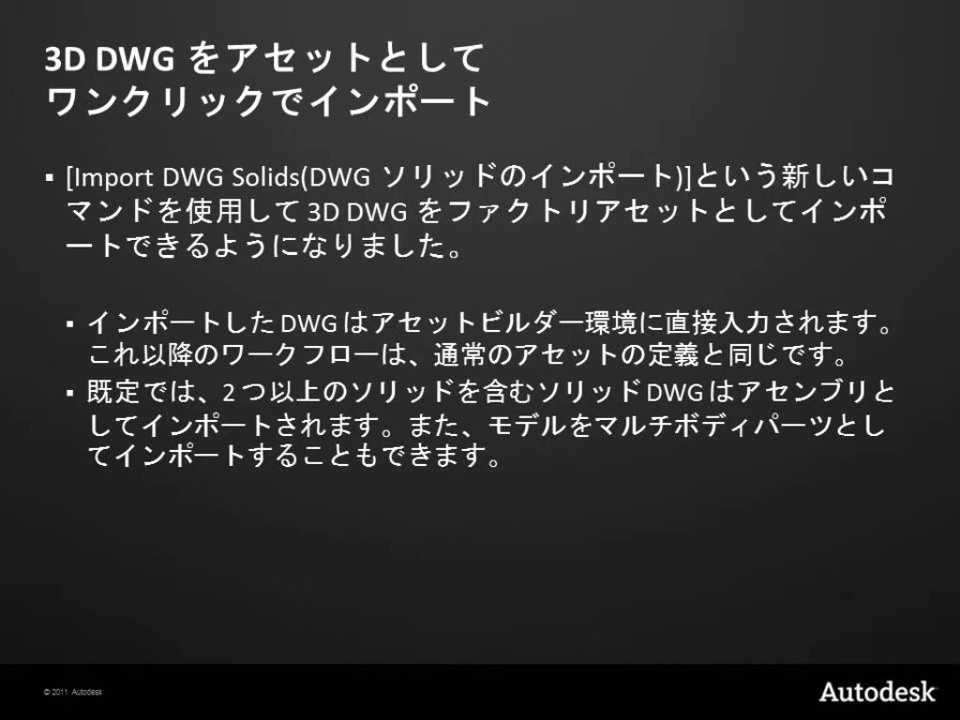 3D DWG をアセットとして
ワンクリックでインポート
▪ [Import DWG Solids(DWG ソリッドのインポート)]という新しいコ
マンドを使用して 3D DWG をファクトリアセットとしてインポ
ートできるようになりました。
▪ インポートした DWG はアセットビルダー環境に直接入力されます。
これ以降のワークフローは、通常のアセットの定義と同じです。
▪ 既定では、2 つ以上のソリッドを含むソリッド DWG はアセンブリと
してインポートされます。また、モデルをマルチボディパーツとし
てインポートすることもできます。
© 2011 Autodesk
Autodesk